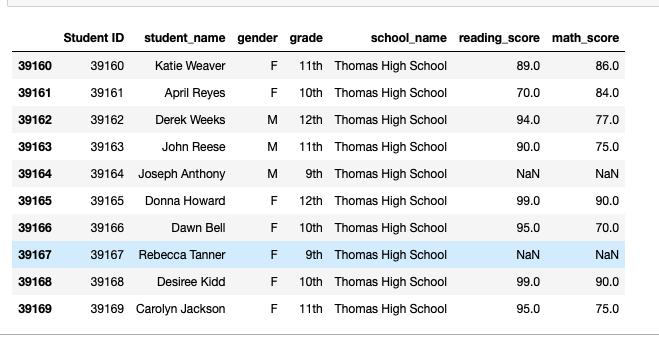 Student ID student_name gender grade school_name reading_score math_score
39160 39160 Katie Weaver F 11th Thomas High School 89.0 86.0
39161 39161 April Reyes F 10th Thomas High School 70.0 84.0
39162 39162 Derek Weeks M 12th Thomas High School 94.0 77.0
39163 39163 John Reese M 11th Thomas High School 90.0 75.0
39164 39164 Joseph Anthony M 9th Thomas High School NaN NaN
39165 39165 Donna Howard F 12th Thomas High School 99.0 90.0
39166 39166 Dawn Bell F 10th Thomas High School 95.0 70.0
39167 39167 Rebecca Tanner F 9th Thomas High School NaN NaN
39168 39168 Desiree Kidd F 10th Thomas High School 99.0 90.0
39169 39169 Carolyn Jackson F 11th Thomas High School 95.0 75.0